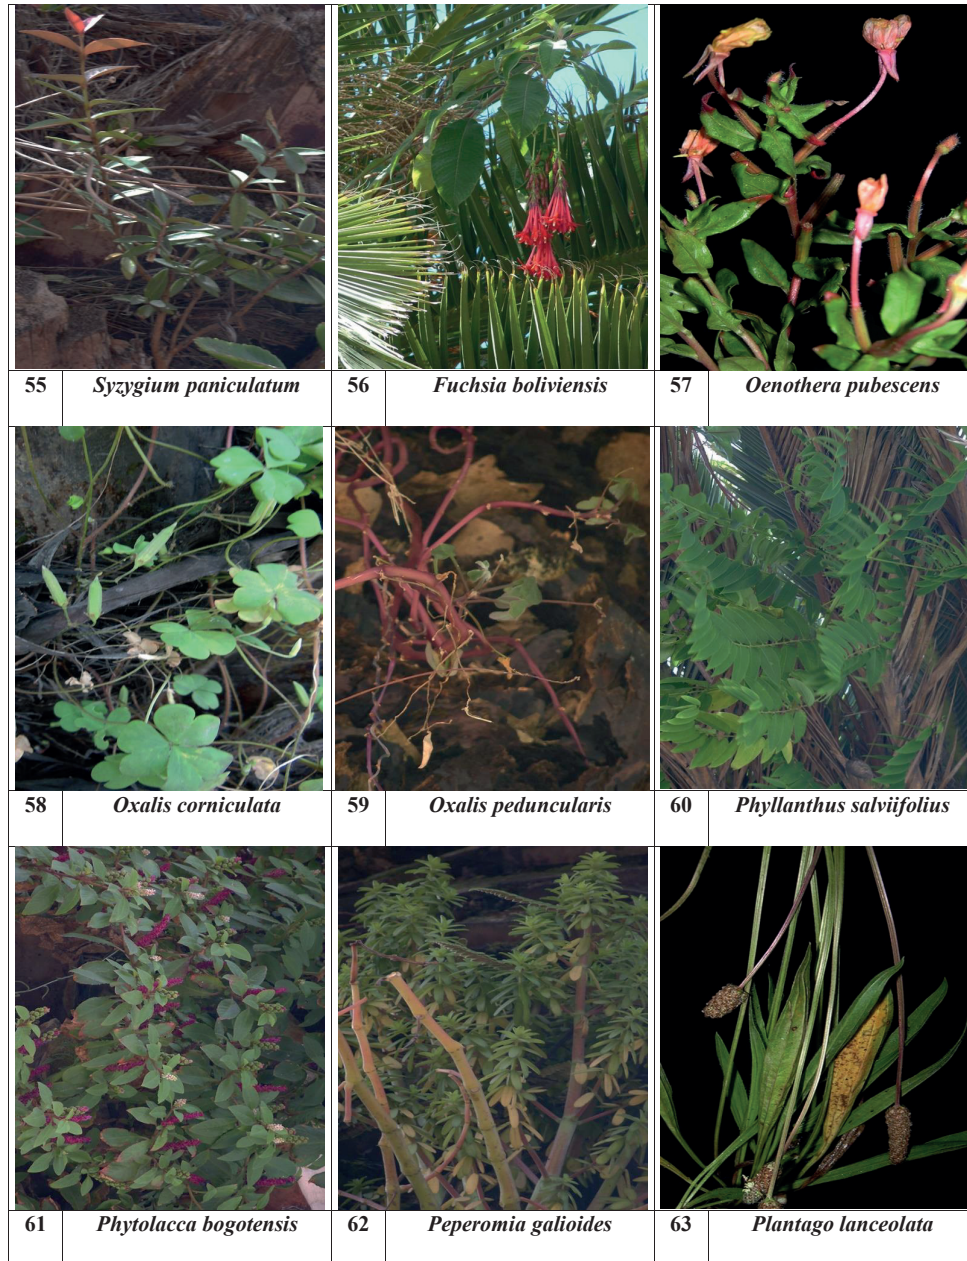 55 Syzygium paniculatum 56 Fuchsia boliviensis 57 Oenothera pubescens
58 Oxalis corniculata 59 Oxalis peduncularis 60 Phyllanthus salviifolius
61 Phytolacca bogotensis 62 Peperomia galioides 63 Plantago lanceolata